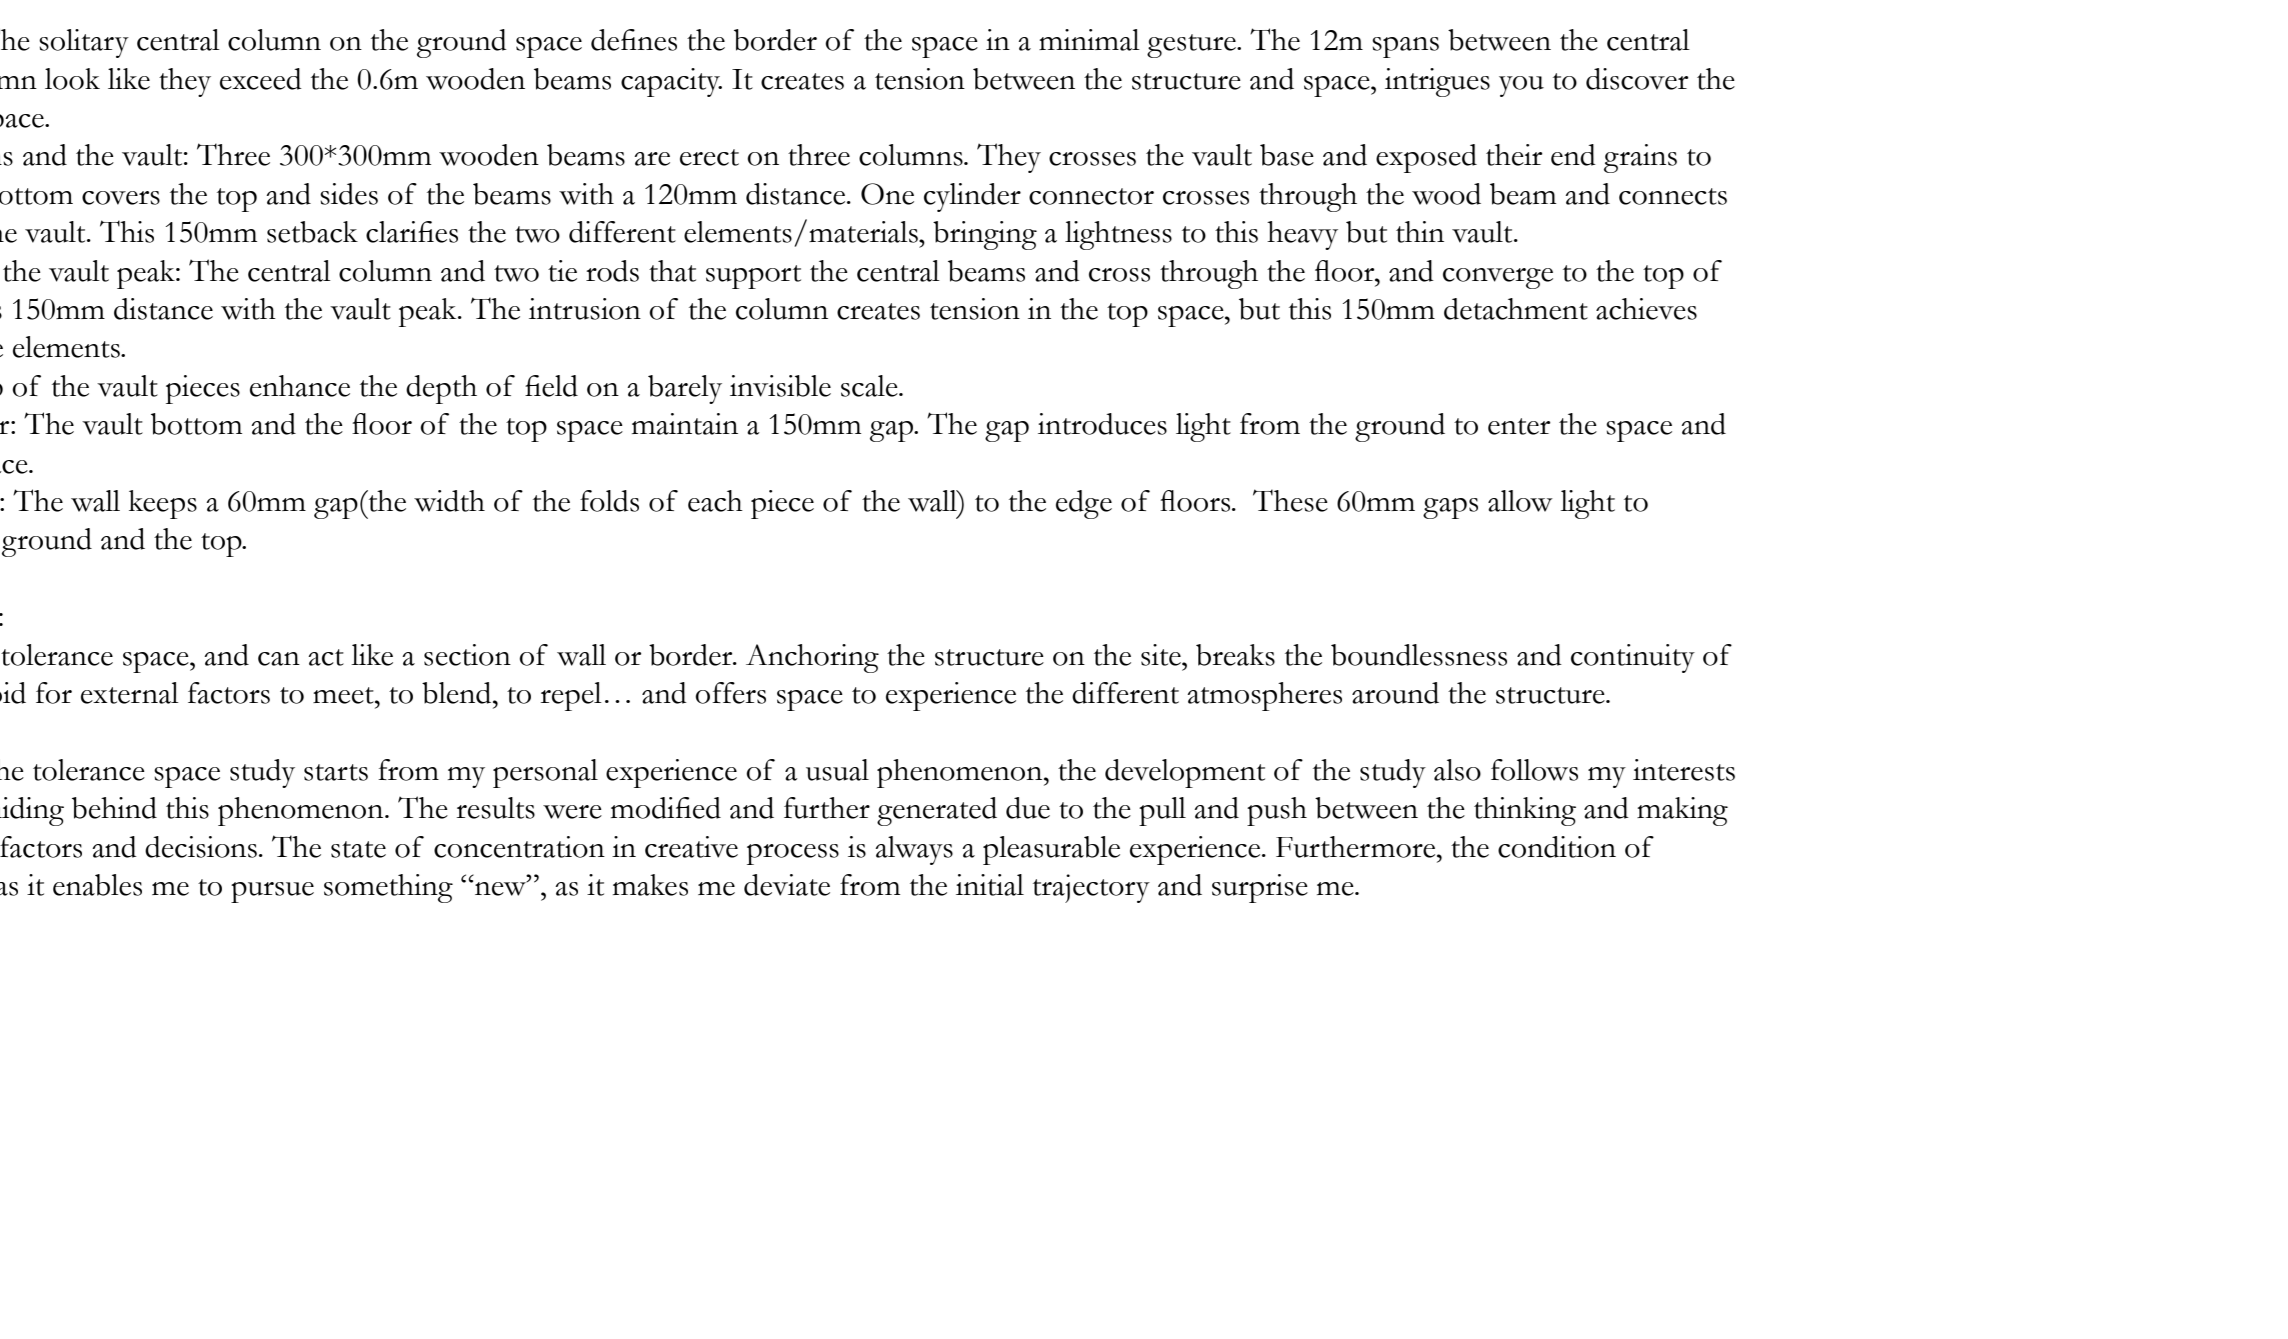 he solitary central column on the ground space defines the border of the space in a minimal gesture. The 12m spans between the central
mn look like they exceed the 0.6m wooden beams capacity. It creates a tension between the structure and space, intrigues you to discover the
pace.
s and the vault: Three 300*300mm wooden beams are erect on three columns. They crosses the vault base and exposed their end grains to
ottom covers the top and sides of the beams with a 120mm distance. One cylinder connector crosses through the wood beam and connects
e vault. This 150mm setback clarifies the two different elements/materials, bringing a lightness to this heavy but thin vault.
the vault peak: The central column and two tie rods that support the central beams and cross through the floor, and converge to the top of
s 150mm distance with the vault peak. The intrusion of the column creates tension in the top space, but this 150mm detachment achieves
e elements.
of the vault pieces enhance the depth of field on a barely invisible scale.
r: The vault bottom and the floor of the top space maintain a 150mm gap. The gap introduces light from the ground to enter the space and
ce.
: The wall keeps a 60mm gap(the width of the folds of each piece of the wall) to the edge of floors. These 60mm gaps allow light to
ground and the top.
:
tolerance space, and can act like a section of wall or border. Anchoring the structure on the site, breaks the boundlessness and continuity of
oid for external factors to meet, to blend, to repel… and offers space to experience the different atmospheres around the structure.
he tolerance space study starts from my personal experience of a usual phenomenon, the development of the study also follows my interests
iding behind this phenomenon. The results were modified and further generated due to the pull and push between the thinking and making
factors and decisions. The state of concentration in creative process is always a pleasurable experience. Furthermore, the condition of
as it enables me to pursue something “new”, as it makes me deviate from the initial trajectory and surprise me.